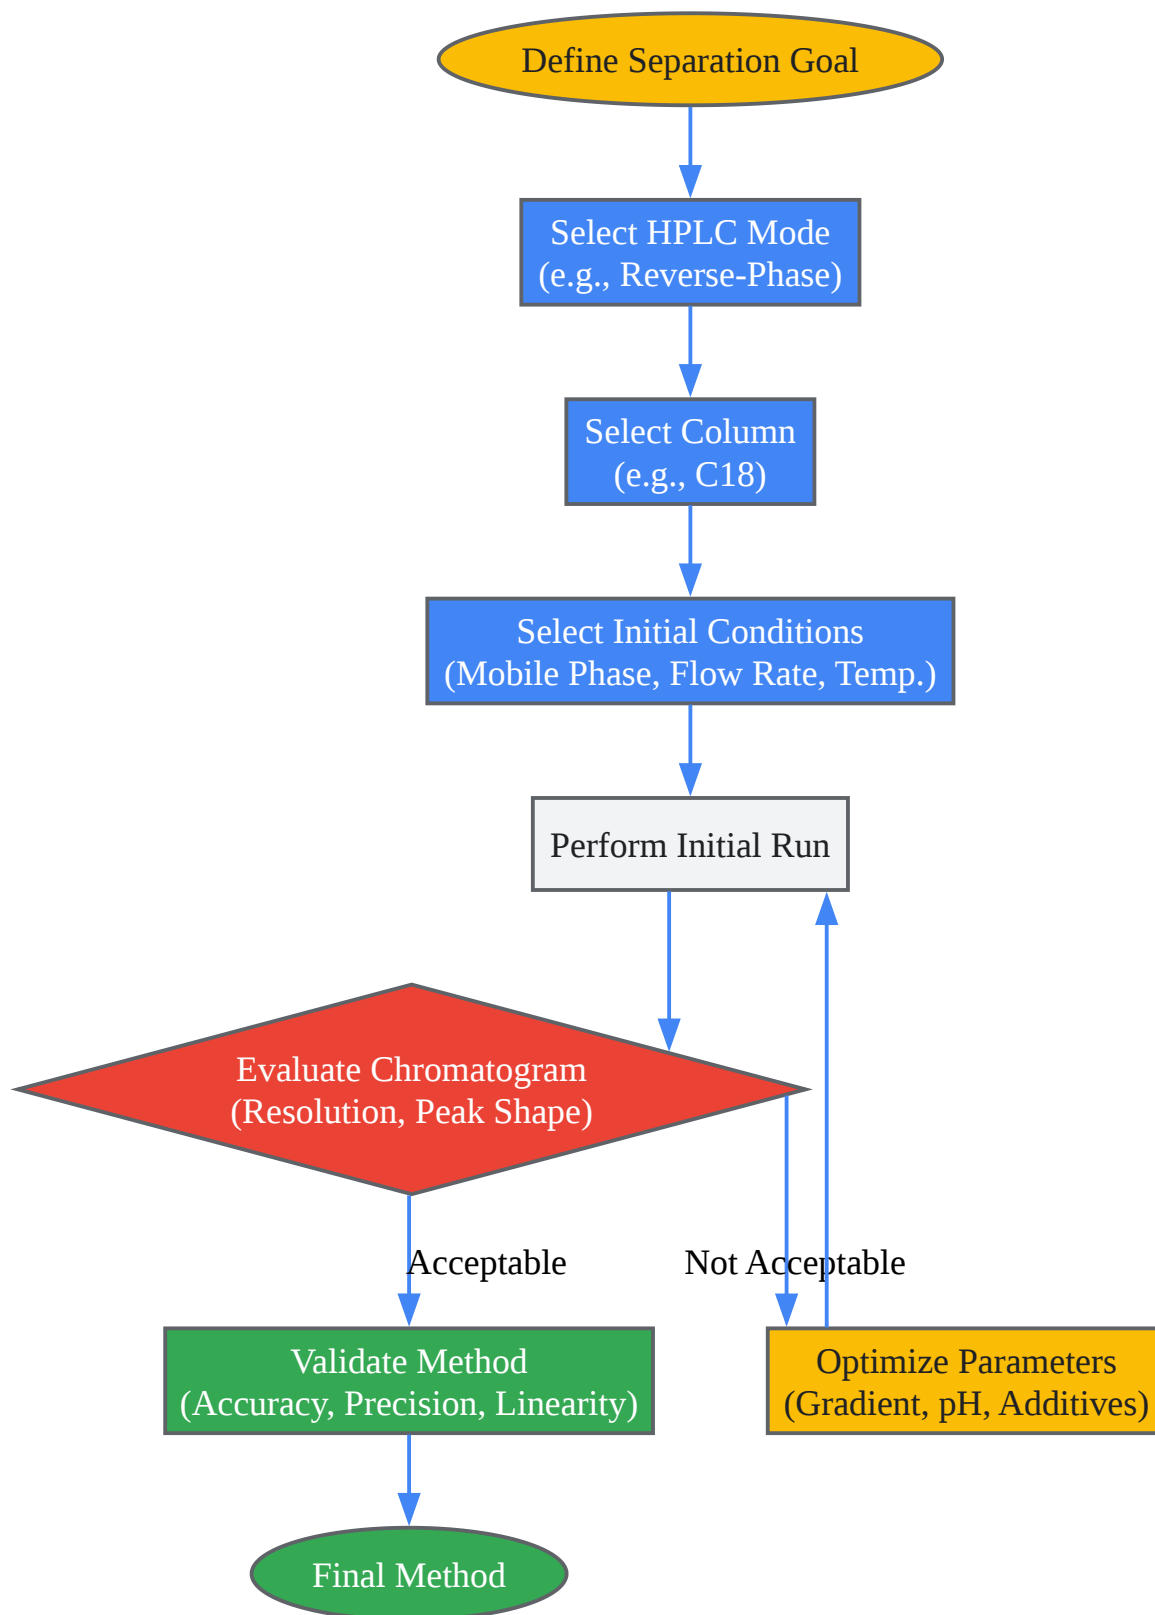 Define Separation Goal
Select HPLC Mode
(e.g., Reverse-Phase)
Select Column
(e.g., C18)
Select Initial Conditions
(Mobile Phase, Flow Rate, Temp.)
Perform Initial Run
Evaluate Chromatogram
(Resolution, Peak Shape)
Acceptable
Not Acceptable
Validate Method
(Accuracy, Precision, Linearity)
Optimize Parameters
(Gradient, pH, Additives)
Final Method